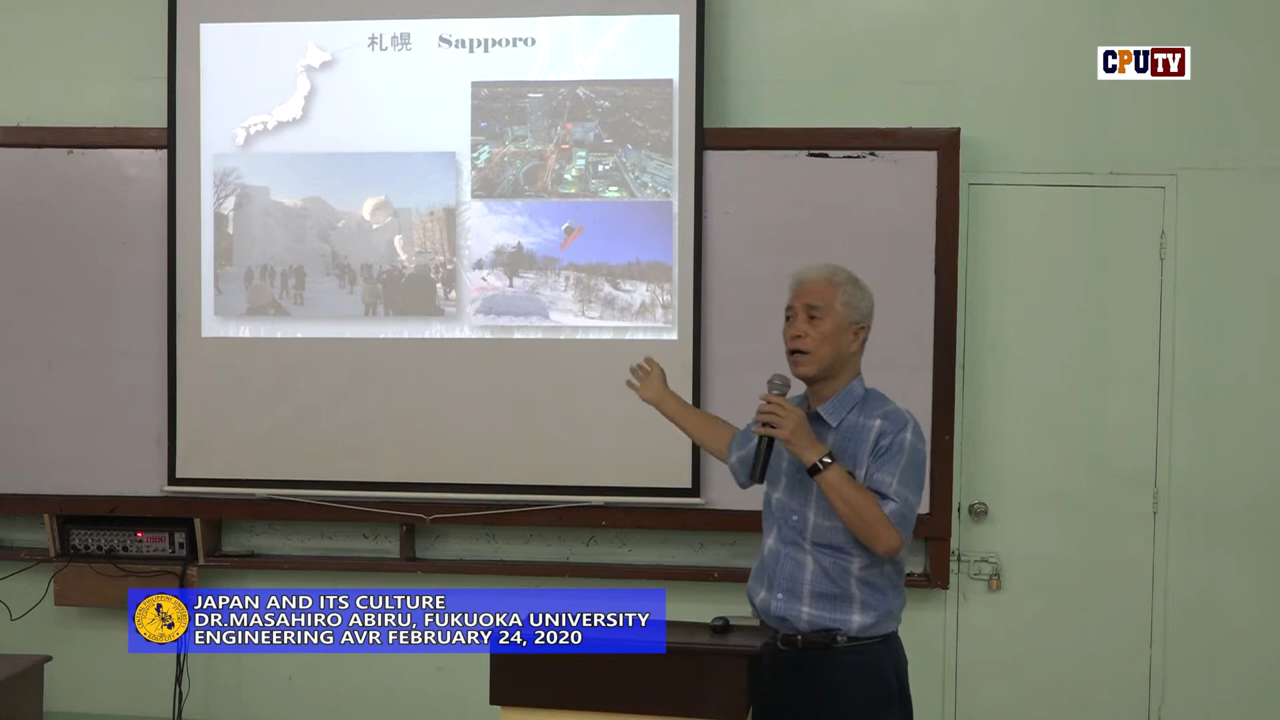 札幌 Sapporo
CPUTV
JAPAN AND ITS CULTURE
DR.MASAHIRO ABIRU, FUKUOKA UNIVERSITY
ENGINEERING AVR FEBRUARY 24, 2020